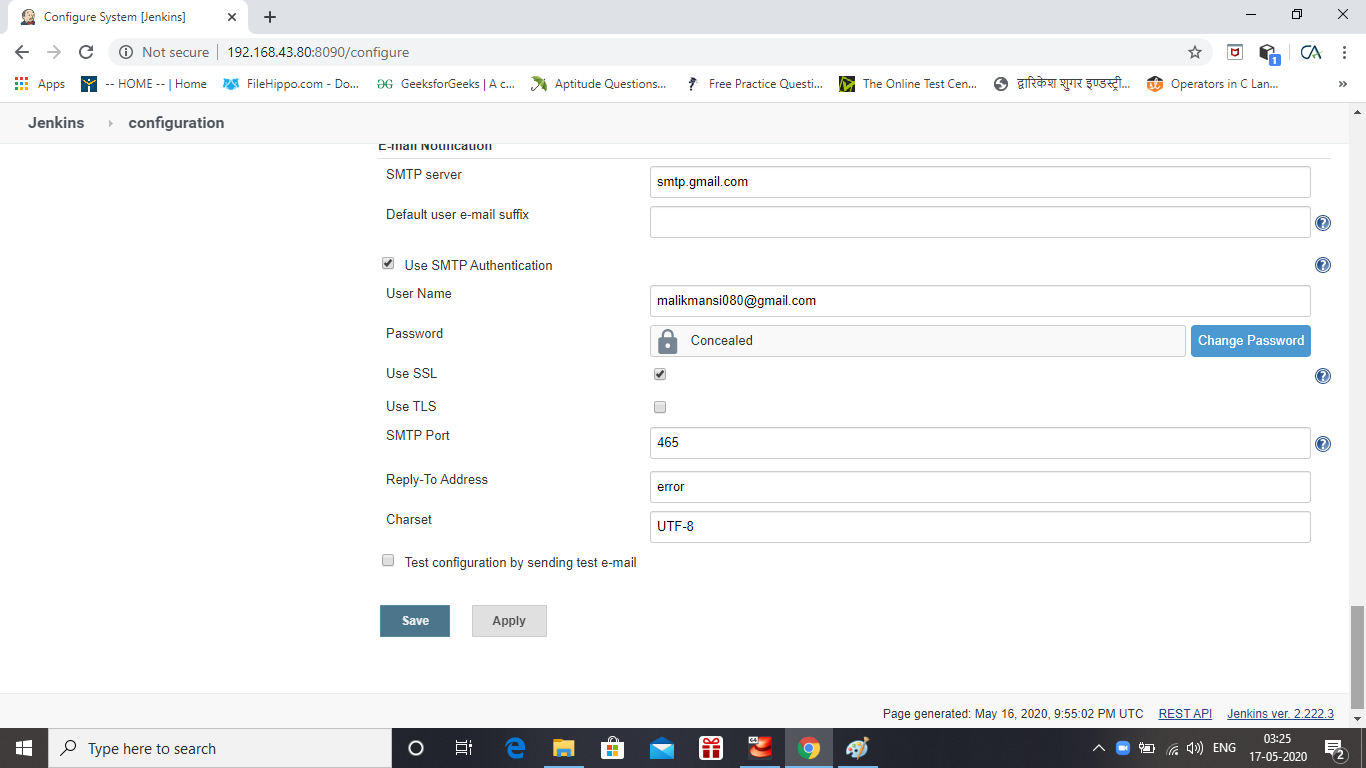 Configure System [Jenkins]
Not secure | 192.168.43.80:8090/configure
Apps -- HOME -- | Home FileHippo.com - Do... GeeksforGeeks | A c... Aptitude Questions... Free Practice Questi... The Online Test Cen... द्वारिकेश शुगर इण्डस्ट्री... Operators in C Lan... »
Jenkins configuration
E-mail Notification
SMTP server smtp.gmail.com
Default user e-mail suffix
Use SMTP Authentication
User Name malikmansi080@gmail.com
Password Concealed Change Password
Use SSL
Use TLS
SMTP Port 465
Reply-To Address error
Charset UTF-8
Test configuration by sending test e-mail
Save Apply
Page generated: May 16, 2020, 9:55:02 PM UTC REST API Jenkins ver. 2.222.3
Type here to search ENG 03:25
17-05-2020 2